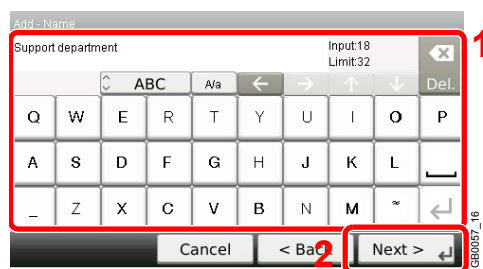 Add - Name
1
Support department
Input:18
Limit:32
ABC A/a ← → ↑ ↓ Del.
Q W E R T Y U I O P
A S D F G H J K L
_ Z X C V B N M ~
Cancel < Back 2 Next >
GB0057_16